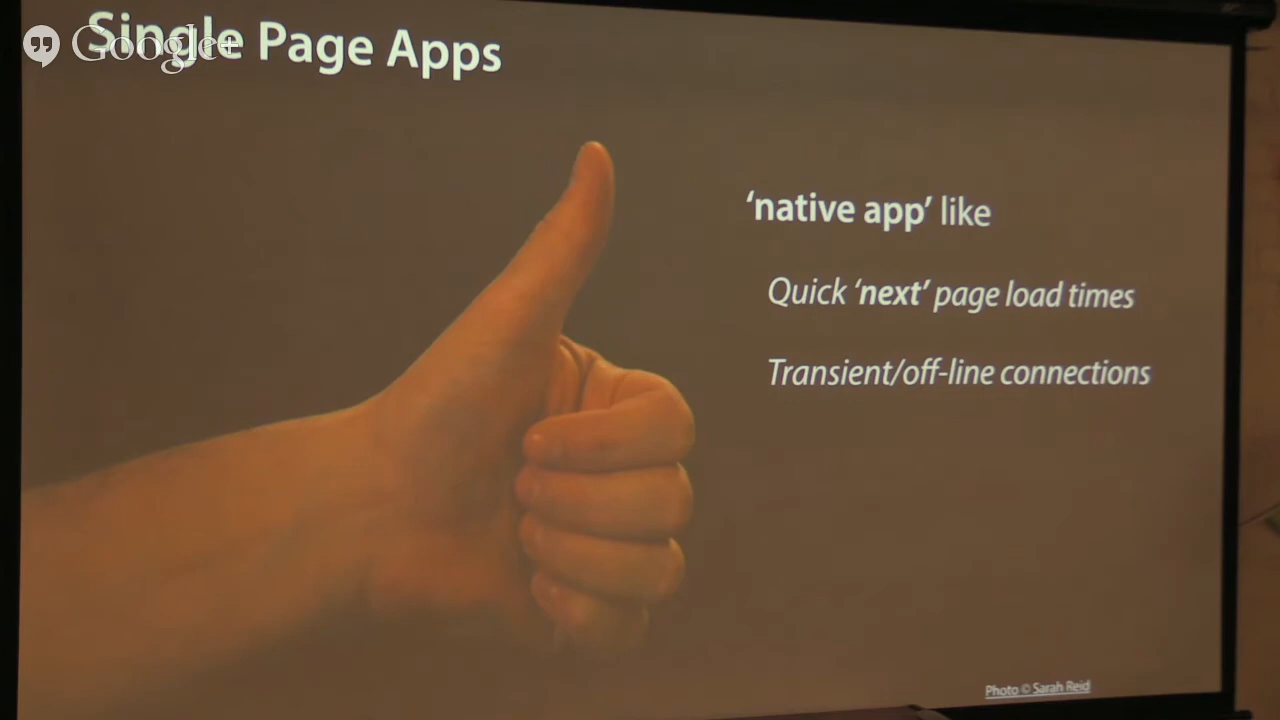 Single Page Apps
Google+
‘native app’ like
Quick ‘next’ page load times
Transient/off-line connections
Photo © Sarah Reid